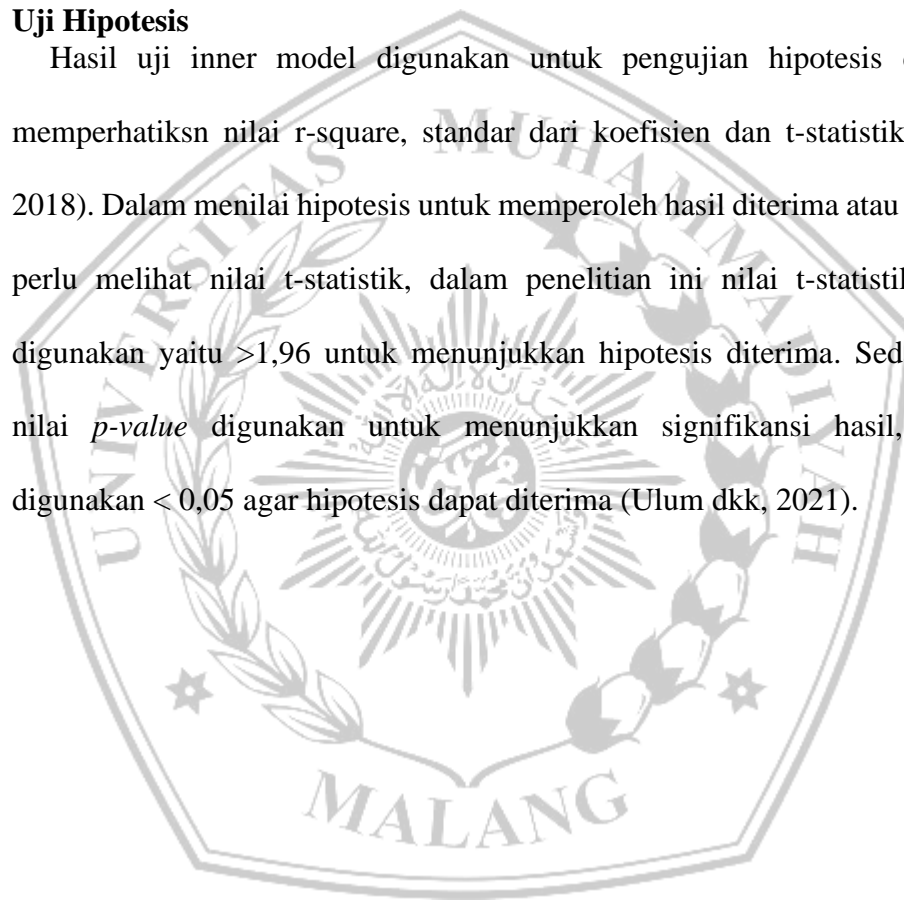 Uji Hipotesis
Hasil uji inner model digunakan untuk pengujian hipotesis
memperhatiksn nilai r-square, standar dari koefisien dan t-statistik
2018). Dalam menilai hipotesis untuk memperoleh hasil diterima atau
perlu melihat nilai t-statistik, dalam penelitian ini nilai
digunakan yaitu >1,96 untuk menunjukkan hipotesis diterima.
nilai p-value digunakan untuk menunjukkan signifikansi hasil,
digunakan < 0,05 agar hipotesis dapat diterima (Ulum dkk, 2021).
UNIVERSITAS MUHAMMADIYAH
MALANG